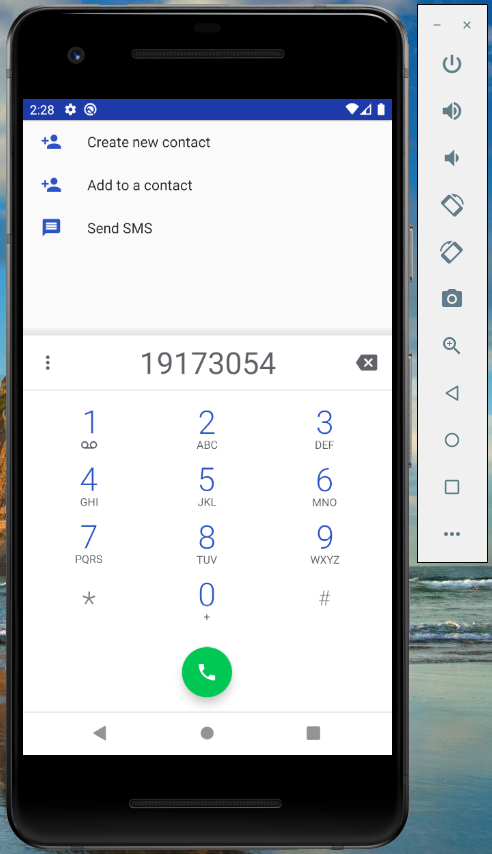 2:28
Create new contact
Add to a contact
Send SMS
19173054
1 2 3
ABC DEF
4 5 6
GHI JKL MNO
7 8 9
PQRS TUV WXYZ
* 0 #
+